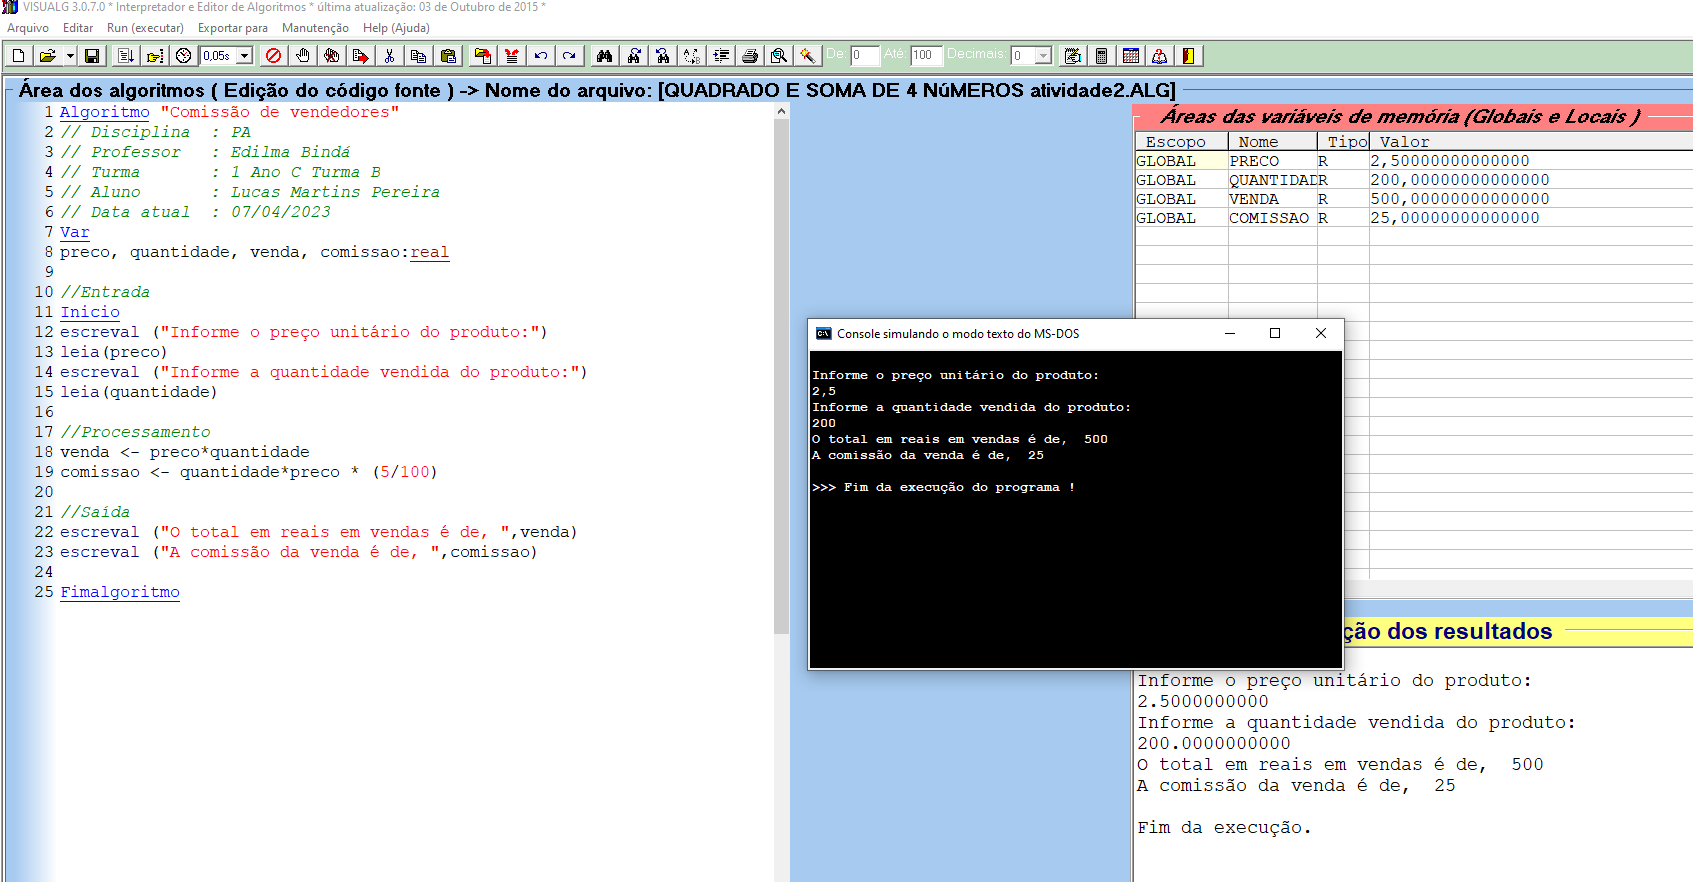 VISUALG 3.0.7.0 * Interpretador e Editor de Algoritmos * última atualização: 03 de Outubro de 2015 *
Arquivo Editar Run (executar) Exportar para Manutenção Help (Ajuda)
0,05s De: 0 Até: 100 Decimais: 0
Área dos algoritmos ( Edição do código fonte ) -> Nome do arquivo: [QUADRADO E SOMA DE 4 NúMEROS atividade2.ALG]
1 Algoritmo "Comissão de vendedores"
2 // Disciplina : PA
3 // Professor : Edilma Bindá
4 // Turma : 1 Ano C Turma B
5 // Aluno : Lucas Martins Pereira
6 // Data atual : 07/04/2023
7 Var
8 preco, quantidade, venda, comissao:real
9
10 //Entrada
11 Inicio
12 escreval ("Informe o preço unitário do produto:")
13 leia(preco)
14 escreval ("Informe a quantidade vendida do produto:")
15 leia(quantidade)
16
17 //Processamento
18 venda <- preco*quantidade
19 comissao <- quantidade*preco * (5/100)
20
21 //Saída
22 escreval ("O total em reais em vendas é de, ",venda)
23 escreval ("A comissão da venda é de, ",comissao)
24
25 Fimalgoritmo
Áreas das variáveis de memória (Globais e Locais )
Escopo Nome Tipo Valor
GLOBAL PRECO R 2,50000000000000
GLOBAL QUANTIDAD R 200,00000000000000
GLOBAL VENDA R 500,00000000000000
GLOBAL COMISSAO R 25,00000000000000
Console simulando o modo texto do MS-DOS
Informe o preço unitário do produto:
2,5
Informe a quantidade vendida do produto:
200
O total em reais em vendas é de, 500
A comissão da venda é de, 25
>>> Fim da execução do programa !
ção dos resultados
Informe o preço unitário do produto:
2.5000000000
Informe a quantidade vendida do produto:
200.0000000000
O total em reais em vendas é de, 500
A comissão da venda é de, 25
Fim da execução.